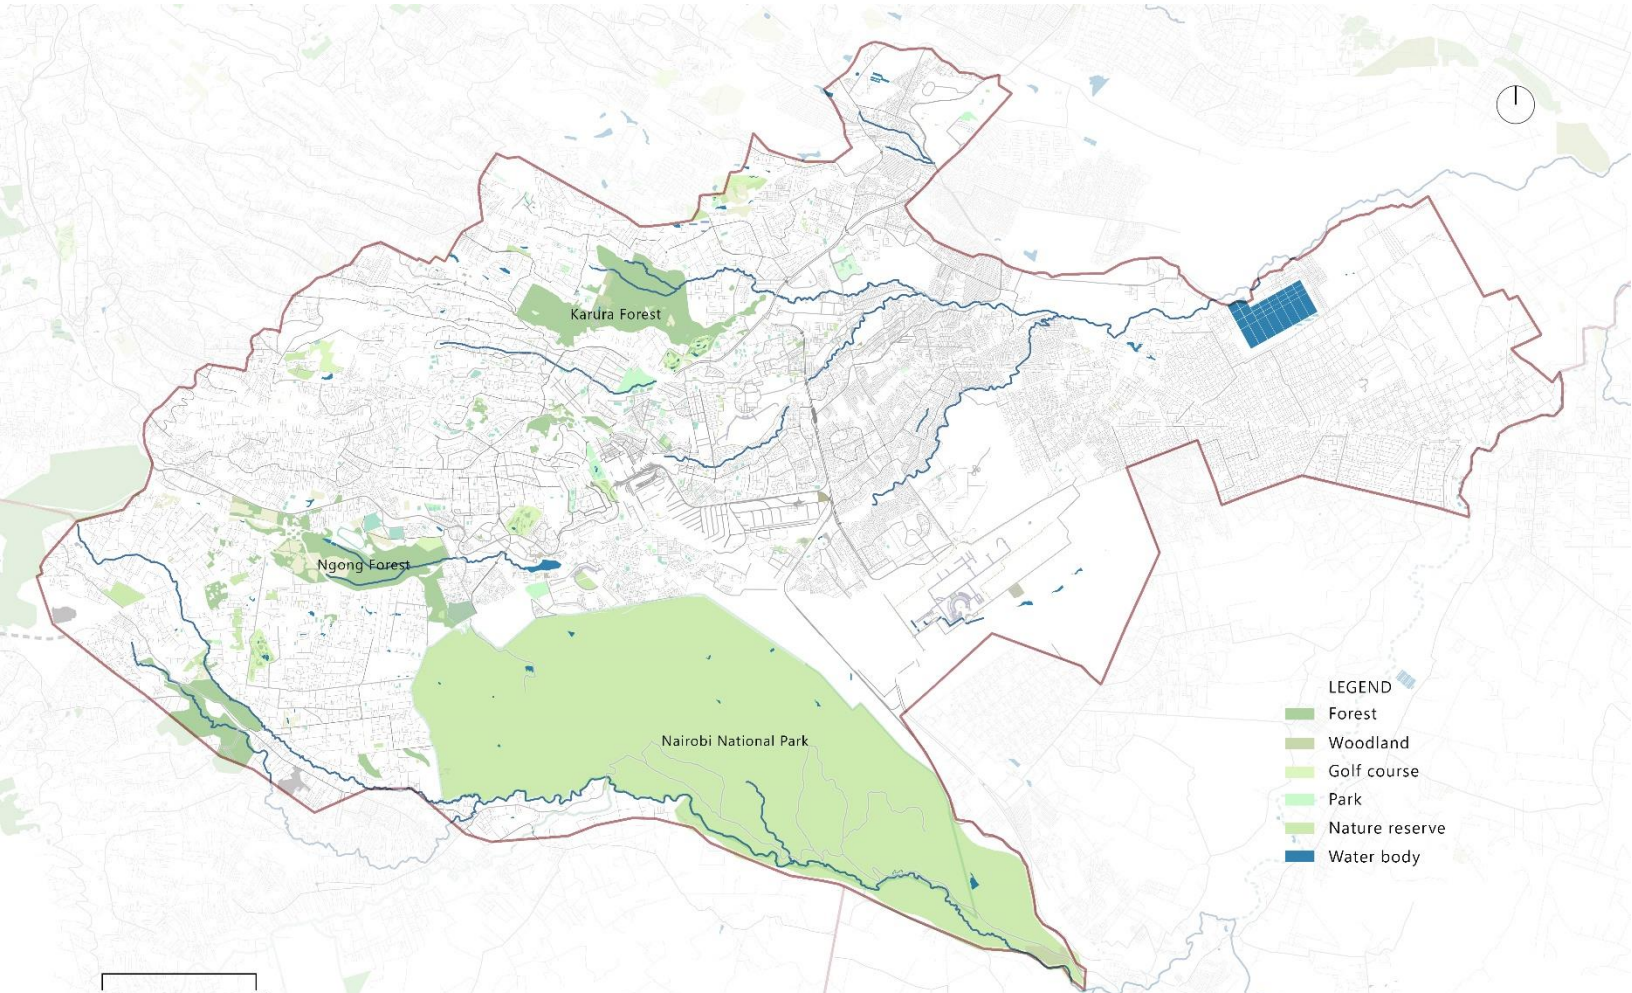 Karura Forest
Ngong Forest
Nairobi National Park
LEGEND
Forest
Woodland
Golf course
Park
Nature reserve
Water body